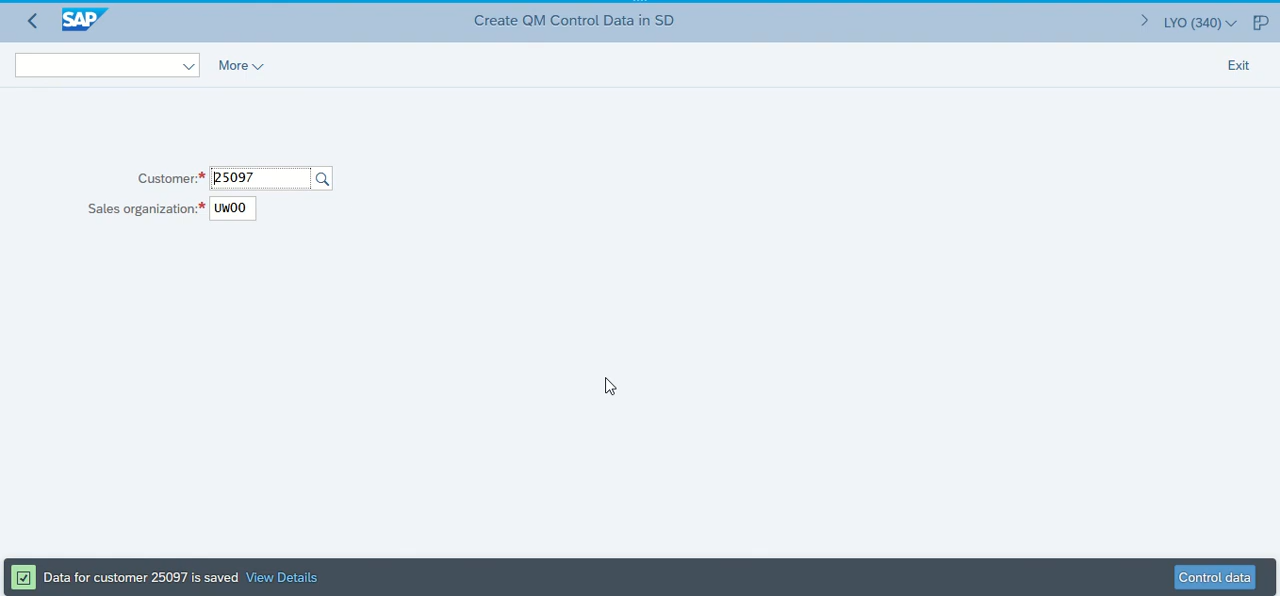 SAP
Create QM Control Data in SD
LYO (340)
More
Exit
Customer:* 25097
Sales organization:* UW00
Data for customer 25097 is saved View Details
Control data